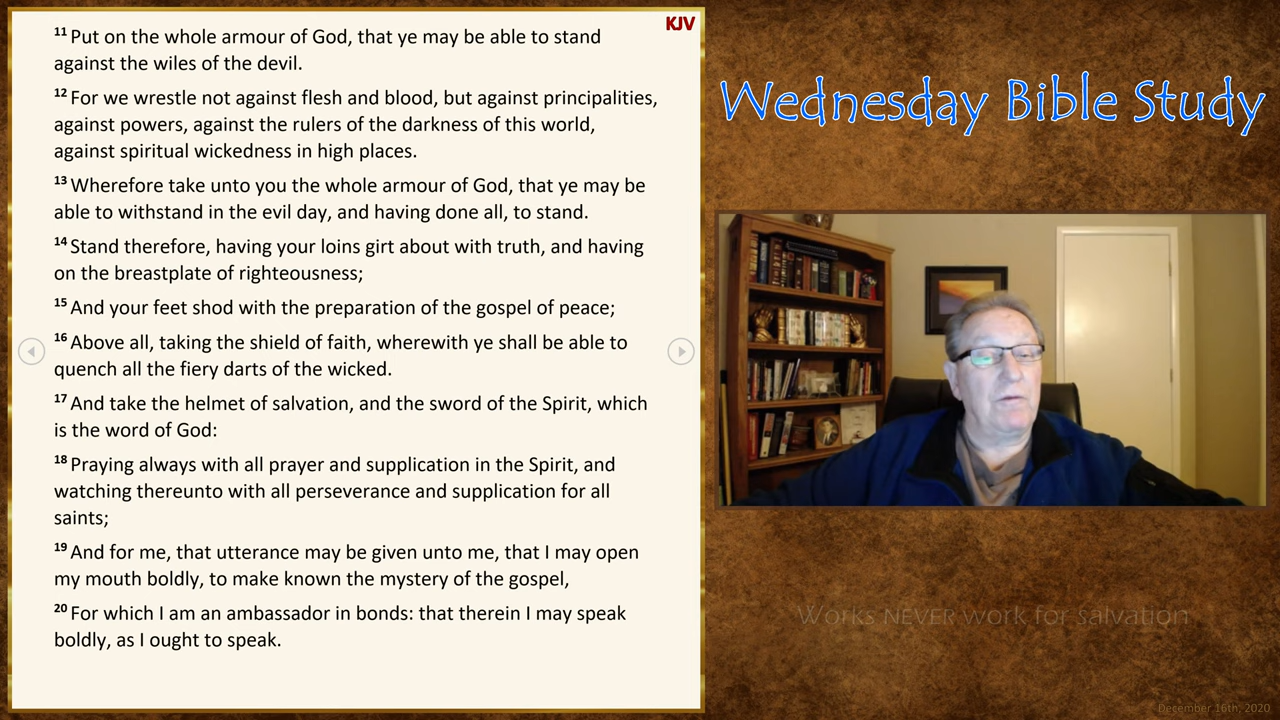 KJV
11 Put on the whole armour of God, that ye may be able to stand
against the wiles of the devil.
12 For we wrestle not against flesh and blood, but against principalities,
against powers, against the rulers of the darkness of this world,
against spiritual wickedness in high places.
13 Wherefore take unto you the whole armour of God, that ye may be
able to withstand in the evil day, and having done all, to stand.
14 Stand therefore, having your loins girt about with truth, and having
on the breastplate of righteousness;
15 And your feet shod with the preparation of the gospel of peace;
16 Above all, taking the shield of faith, wherewith ye shall be able to
quench all the fiery darts of the wicked.
17 And take the helmet of salvation, and the sword of the Spirit, which
is the word of God:
18 Praying always with all prayer and supplication in the Spirit, and
watching thereunto with all perseverance and supplication for all
saints;
19 And for me, that utterance may be given unto me, that I may open
my mouth boldly, to make known the mystery of the gospel,
20 For which I am an ambassador in bonds: that therein I may speak
boldly, as I ought to speak.
Wednesday Bible Study
Works NEVER work for salvation
December 16th, 2020